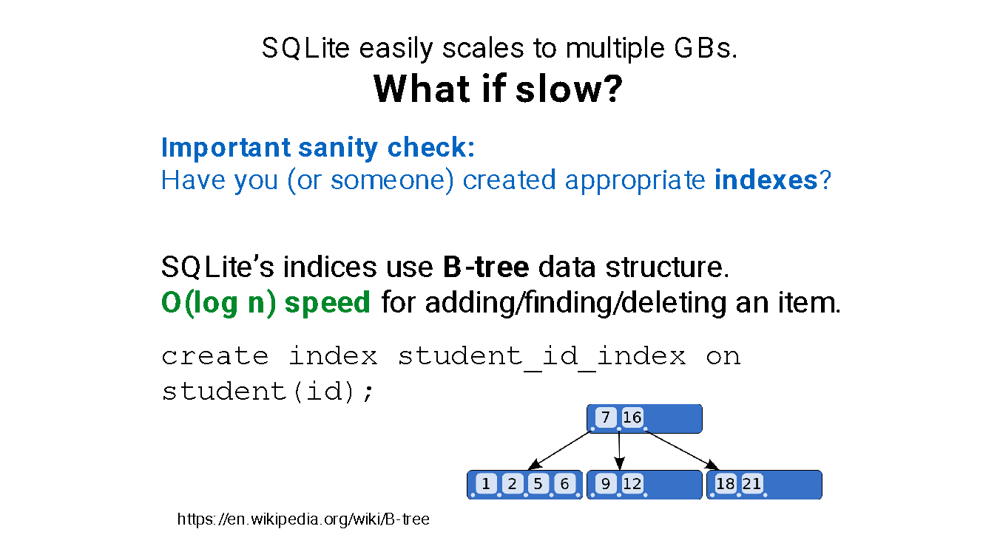 SQLite easily scales to multiple GBs.
What if slow?
Important sanity check:
Have you (or someone) created appropriate indexes?
SQLite’s indices use B-tree data structure.
O(log n) speed for adding/finding/deleting an item.
create index student_id_index on
student(id);
7 16
1 2 5 6 9 12 18 21
https://en.wikipedia.org/wiki/B-tree